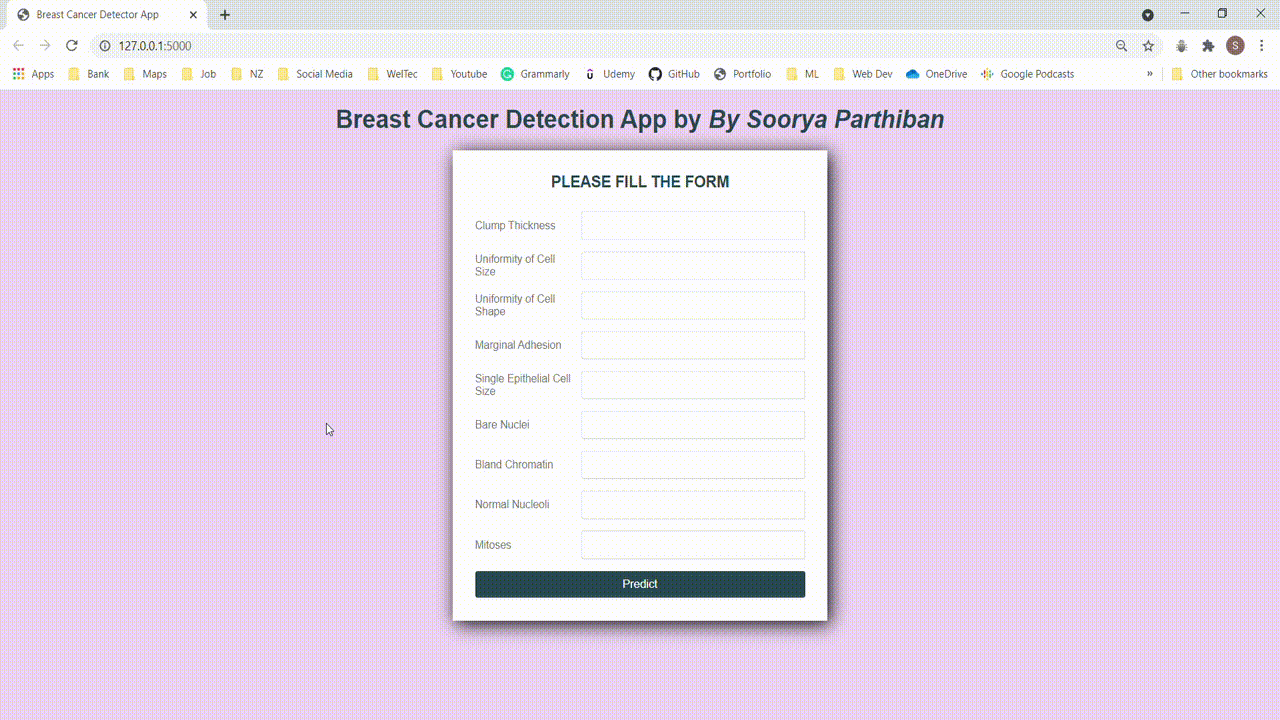 Breast Cancer Detector App
127.0.0.1:5000
S
Apps Bank Maps Job NZ Social Media WelTec Youtube Grammarly Udemy GitHub Portfolio ML Web Dev OneDrive Google Podcasts » Other bookmarks
Breast Cancer Detection App by By Soorya Parthiban
PLEASE FILL THE FORM
Clump Thickness
Uniformity of Cell
Size
Uniformity of Cell
Shape
Marginal Adhesion
Single Epithelial Cell
Size
Bare Nuclei
Bland Chromatin
Normal Nucleoli
Mitoses
Predict